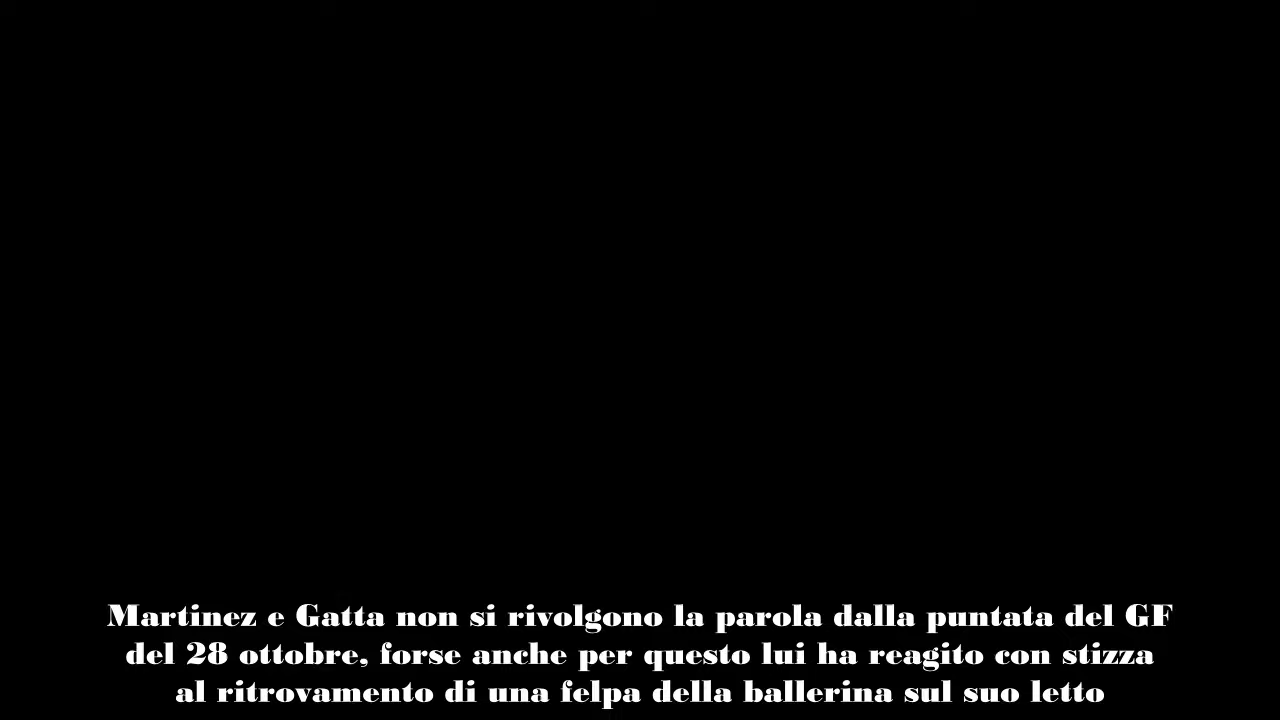 Martinez e Gatta non si rivolgono la parola dalla puntata del GF
del 28 ottobre, forse anche per questo lui ha reagito con stizza
al ritrovamento di una felpa della ballerina sul suo letto